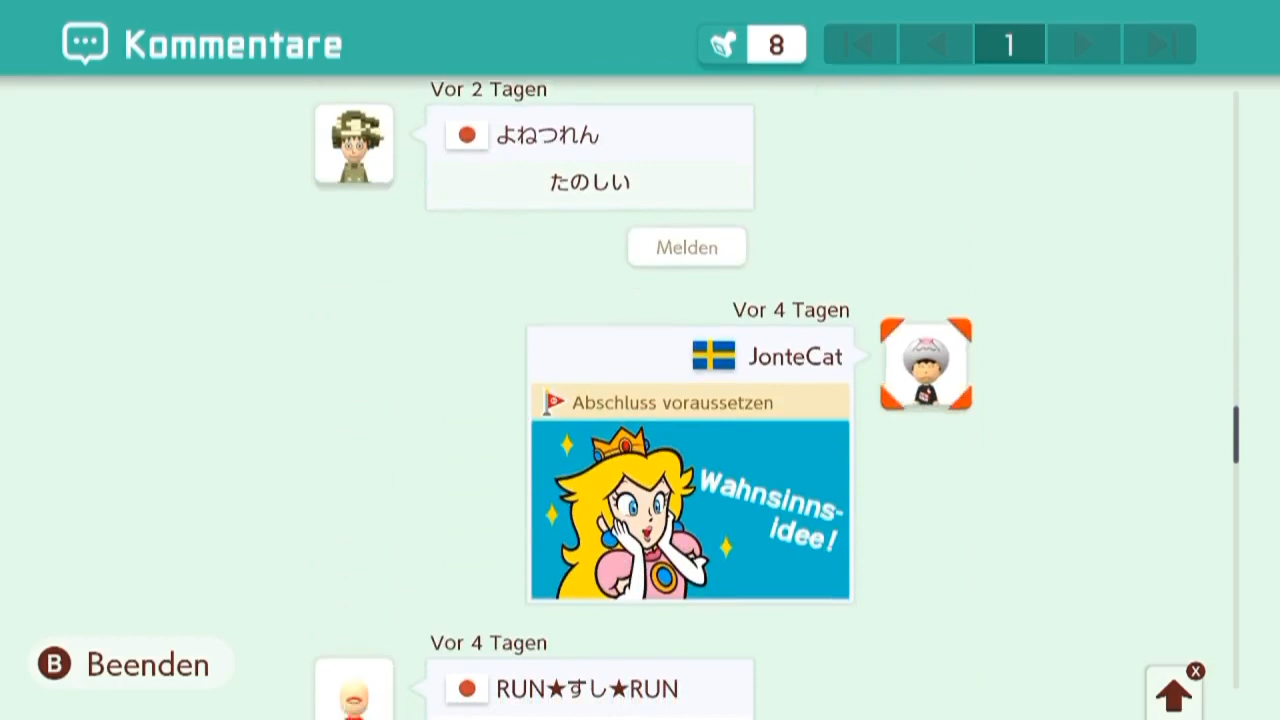 Kommentare
8
1
Vor 2 Tagen
よねつれん
たのしい
Melden
Vor 4 Tagen
JonteCat
Abschluss voraussetzen
Wahnsinns-
idee!
Vor 4 Tagen
RUN★すし★RUN
B Beenden
X